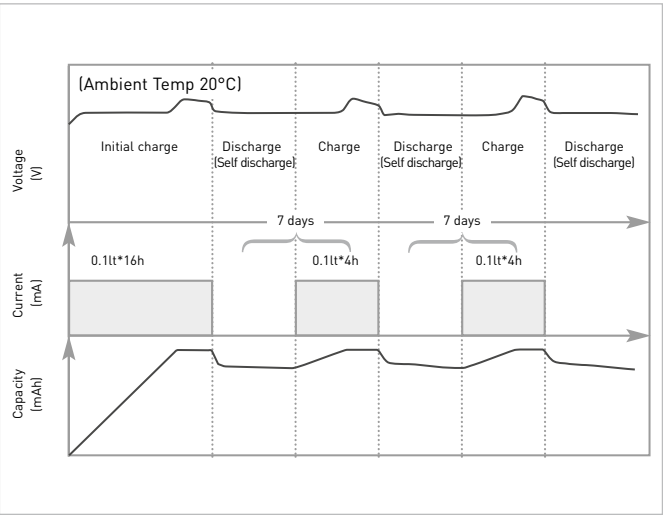 (Ambient Temp 20°C)
Voltage
(V)
Initial charge
Discharge
(Self discharge)
Charge
Discharge
(Self discharge)
Charge
Discharge
(Self discharge)
7 days
7 days
Current
(mA)
0.1lt*16h
0.1lt*4h
0.1lt*4h
Capacity
(mAh)